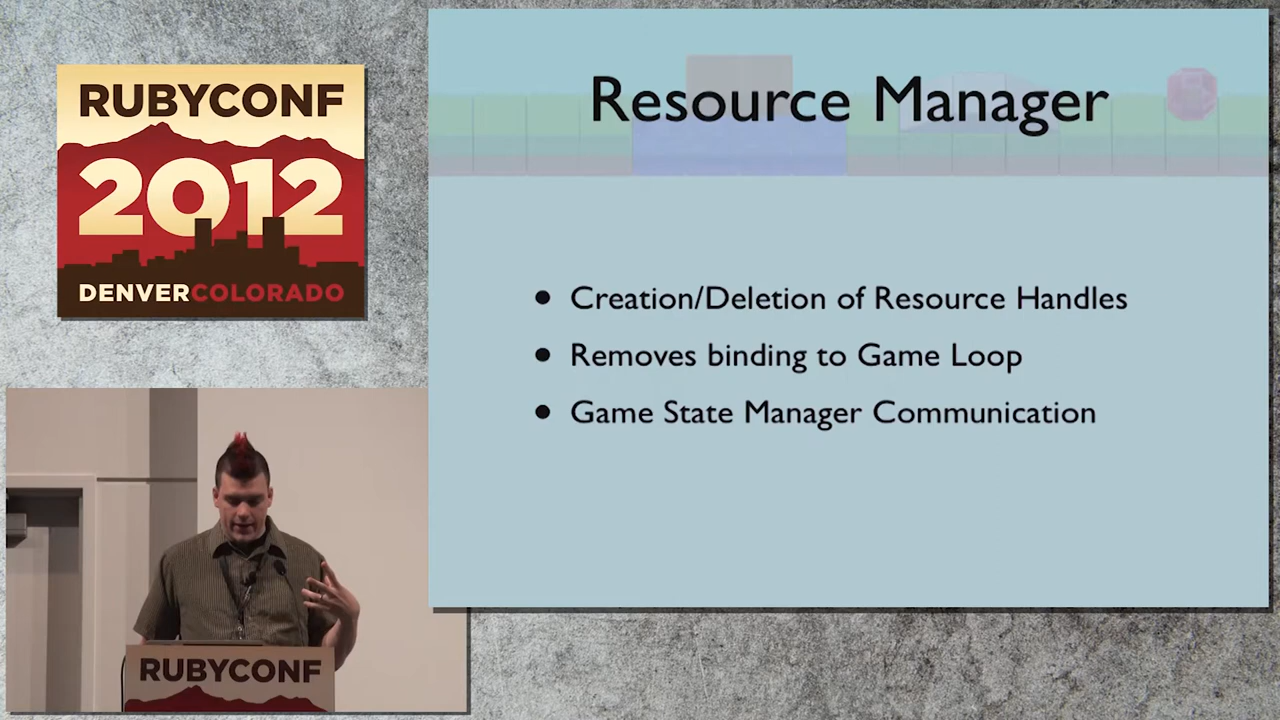 RUBYCONF
2012
DENVERCOLORADO
Resource Manager
• Creation/Deletion of Resource Handles
• Removes binding to Game Loop
• Game State Manager Communication
RUBYCONF